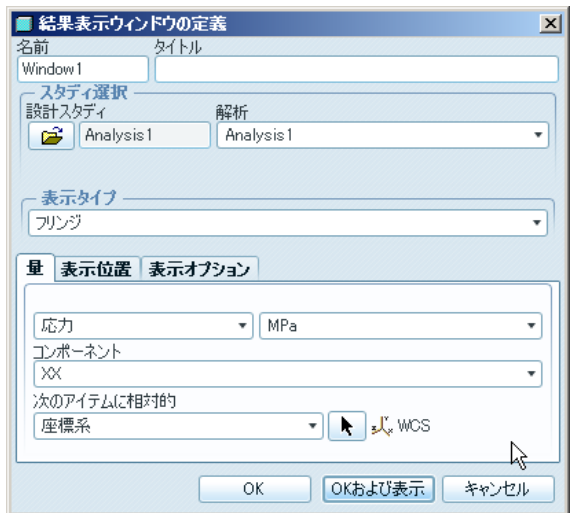 結果表示ウィンドウの定義
名前 タイトル
Window1
スタディ選択
設計スタディ 解析
Analysis1 Analysis1
表示タイプ
フリンジ
量 表示位置 表示オプション
応力 MPa
コンポーネント
XX
次のアイテムに相対的
座標系 WCS
OK OKおよび表示 キャンセル